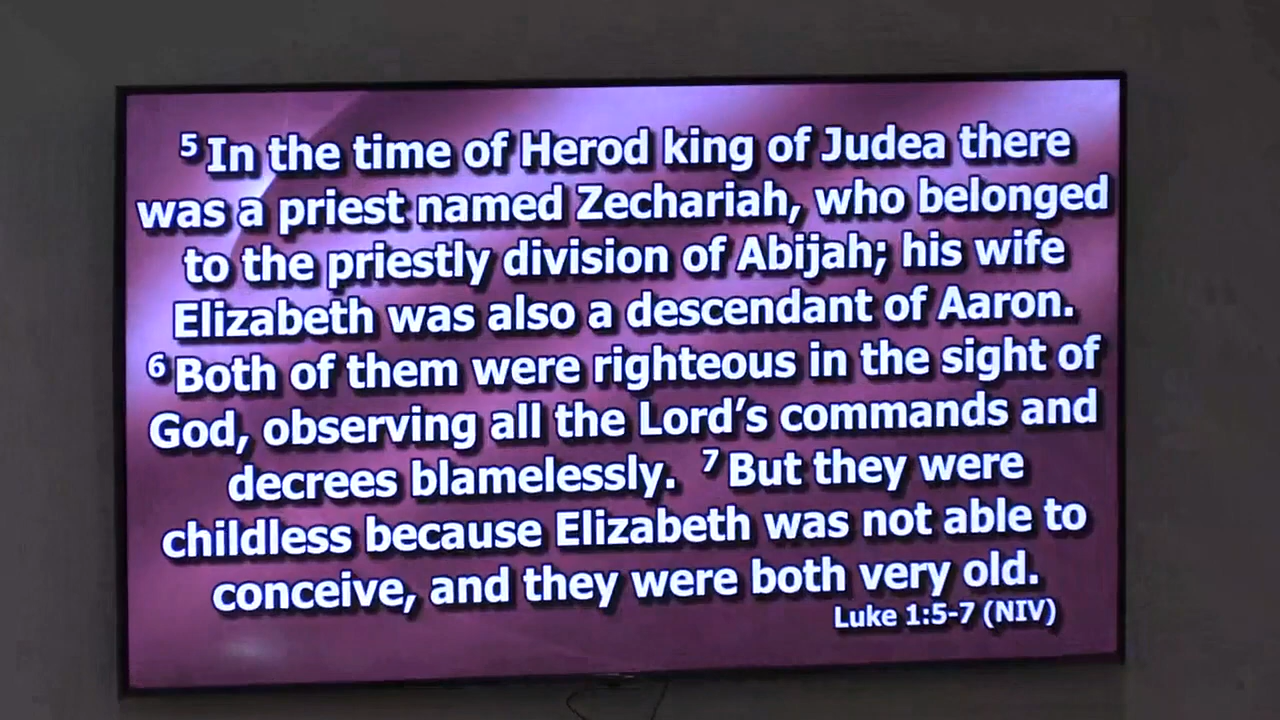 5 In the time of Herod king of Judea there
was a priest named Zechariah, who belonged
to the priestly division of Abijah; his wife
Elizabeth was also a descendant of Aaron.
6 Both of them were righteous in the sight of
God, observing all the Lord’s commands and
decrees blamelessly. 7 But they were
childless because Elizabeth was not able to
conceive, and they were both very old.
Luke 1:5-7 (NIV)